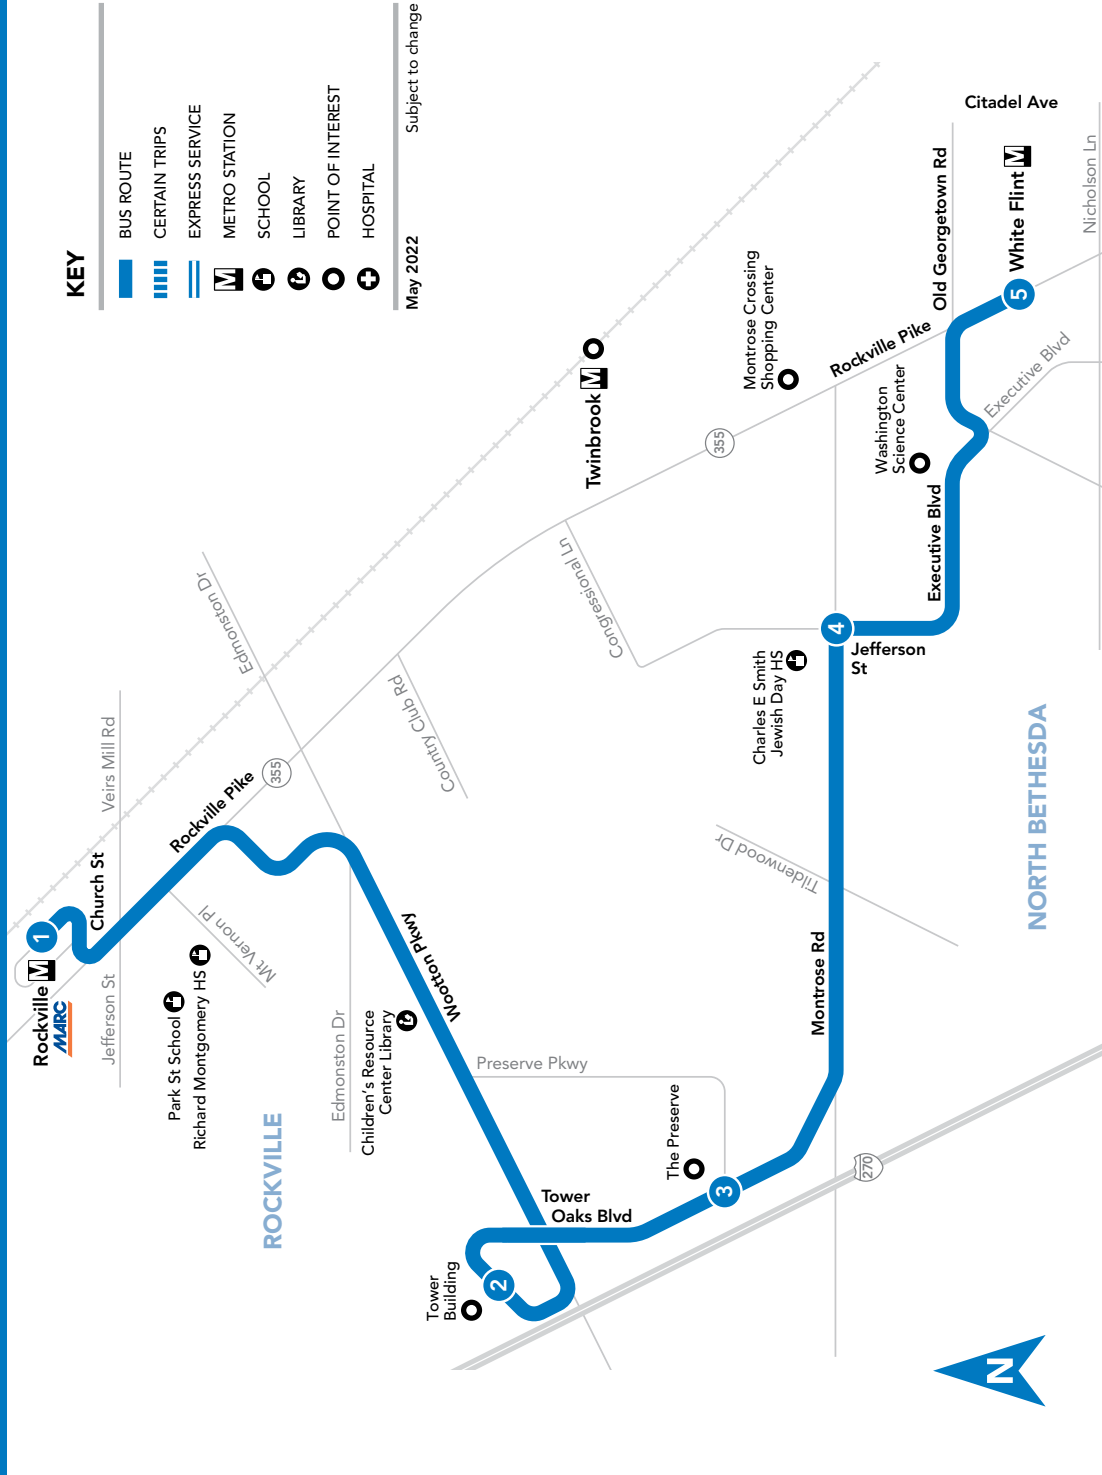 KEY
BUS ROUTE
CERTAIN TRIPS
EXPRESS SERVICE
M METRO STATION
SCHOOL
LIBRARY
POINT OF INTEREST
HOSPITAL
May 2022
Subject to change
Rockville M
MARC
1
Church St
Veirs Mill Rd
Jefferson St
Rockville Pike
355
Edmonston Dr
Mt Vernon Pl
Park St School
Richard Montgomery HS
ROCKVILLE
Edmonston Dr
Children's Resource
Center Library
Wootton Pkwy
Country Club Rd
Preserve Pkwy
Tower
Building
2
Tower
Oaks Blvd
The Preserve
3
270
Montrose Rd
Tildenwood Dr
Congressional Ln
Twinbrook M
355
Montrose Crossing
Shopping Center
Rockville Pike
Charles E Smith
Jewish Day HS
4
Jefferson
St
Executive Blvd
Washington
Science Center
Old Georgetown Rd
Executive Blvd
Citadel Ave
White Flint M
5
Nicholson Ln
NORTH BETHESDA
N